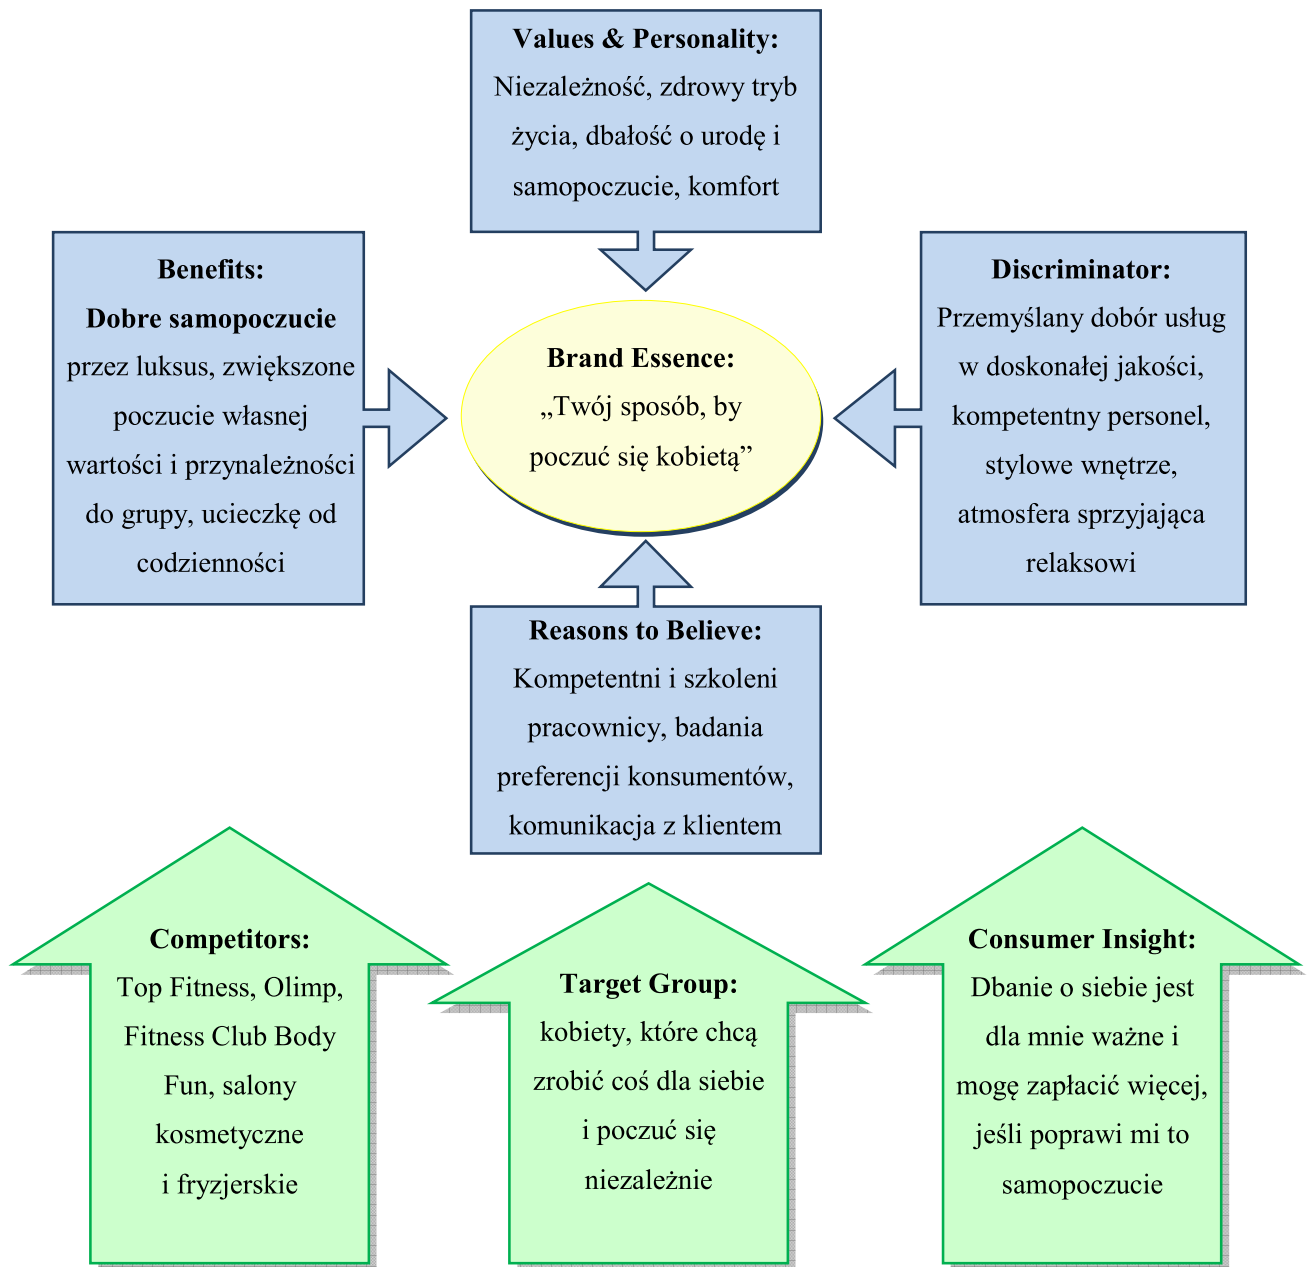 Values & Personality:
Niezależność, zdrowy tryb
życia, dbałość o urodę i
samopoczucie, komfort
Benefits:
Dobre samopoczucie
przez luksus, zwiększone
poczucie własnej
wartości i przynależności
do grupy, ucieczkę od
codzienności
Brand Essence:
„Twój sposób, by
poczuć się kobietą”
Discriminator:
Przemyślany dobór usług
w doskonałej jakości,
kompetentny personel,
stylowe wnętrze,
atmosfera sprzyjająca
relaksowi
Reasons to Believe:
Kompetentni i szkoleni
pracownicy, badania
preferencji konsumentów,
komunikacja z klientem
Competitors:
Top Fitness, Olimp,
Fitness Club Body
Fun, salony
kosmetyczne
i fryzjerskie
Target Group:
kobiety, które chcą
zrobić coś dla siebie
i poczuć się
niezależnie
Consumer Insight:
Dbanie o siebie jest
dla mnie ważne i
mogę zapłacić więcej,
jeśli poprawi mi to
samopoczucie